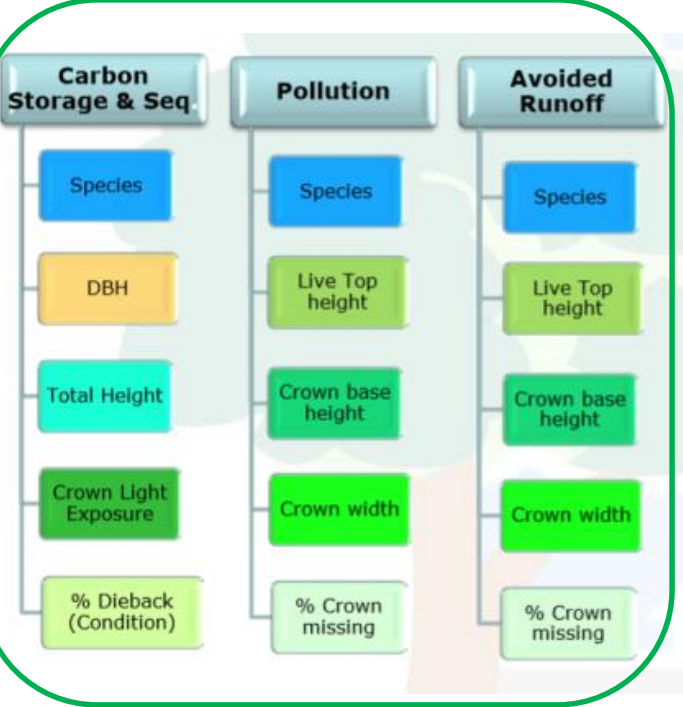 Carbon
Storage & Seq.
Species
DBH
Total Height
Crown Light
Exposure
% Dieback
(Condition)
Pollution
Species
Live Top
height
Crown base
height
Crown width
% Crown
missing
Avoided
Runoff
Species
Live Top
height
Crown base
height
Crown width
% Crown
missing